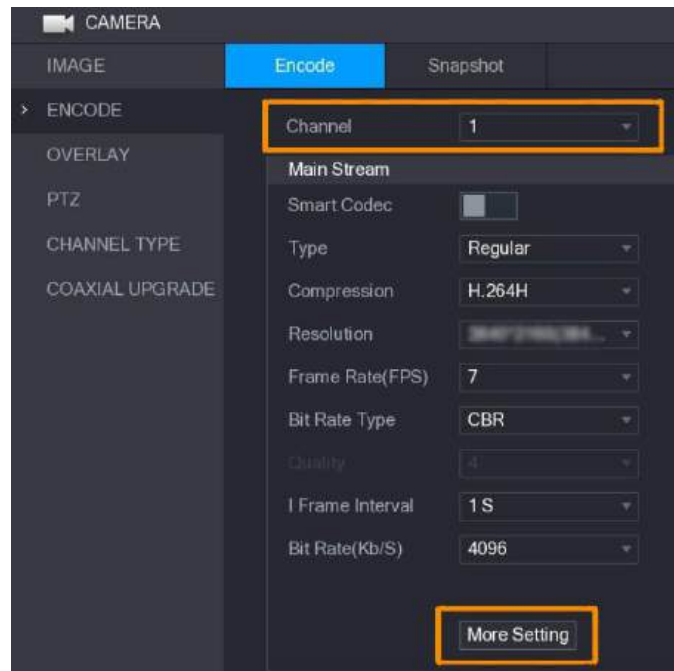 CAMERA
IMAGE
Encode Snapshot
ENCODE
Channel 1
OVERLAY
Main Stream
PTZ
Smart Codec
CHANNEL TYPE
Type Regular
COAXIAL UPGRADE
Compression H.264H
Resolution
Frame Rate(FPS) 7
Bit Rate Type CBR
Quality 4
I Frame Interval 1 S
Bit Rate(Kb/S) 4096
More Setting